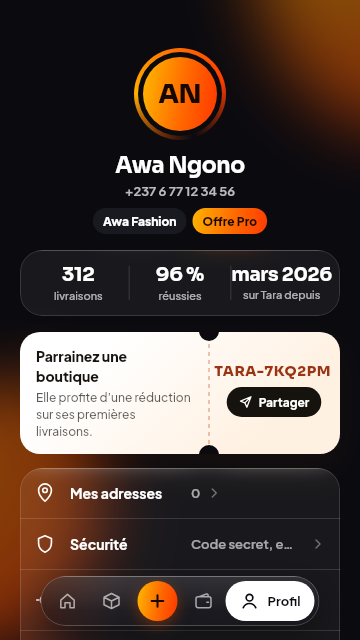 AN
Awa Ngono
+237 6 77 12 34 56
Awa Fashion
Offre Pro
312
livraisons
96 %
réussies
mars 2026
sur Tara depuis
Parrainez une
boutique
Elle profite d’une réduction
sur ses premières
livraisons.
TARA-7KQ2PM
Partager
Mes adresses 0
Sécurité Code secret, e…
Profil